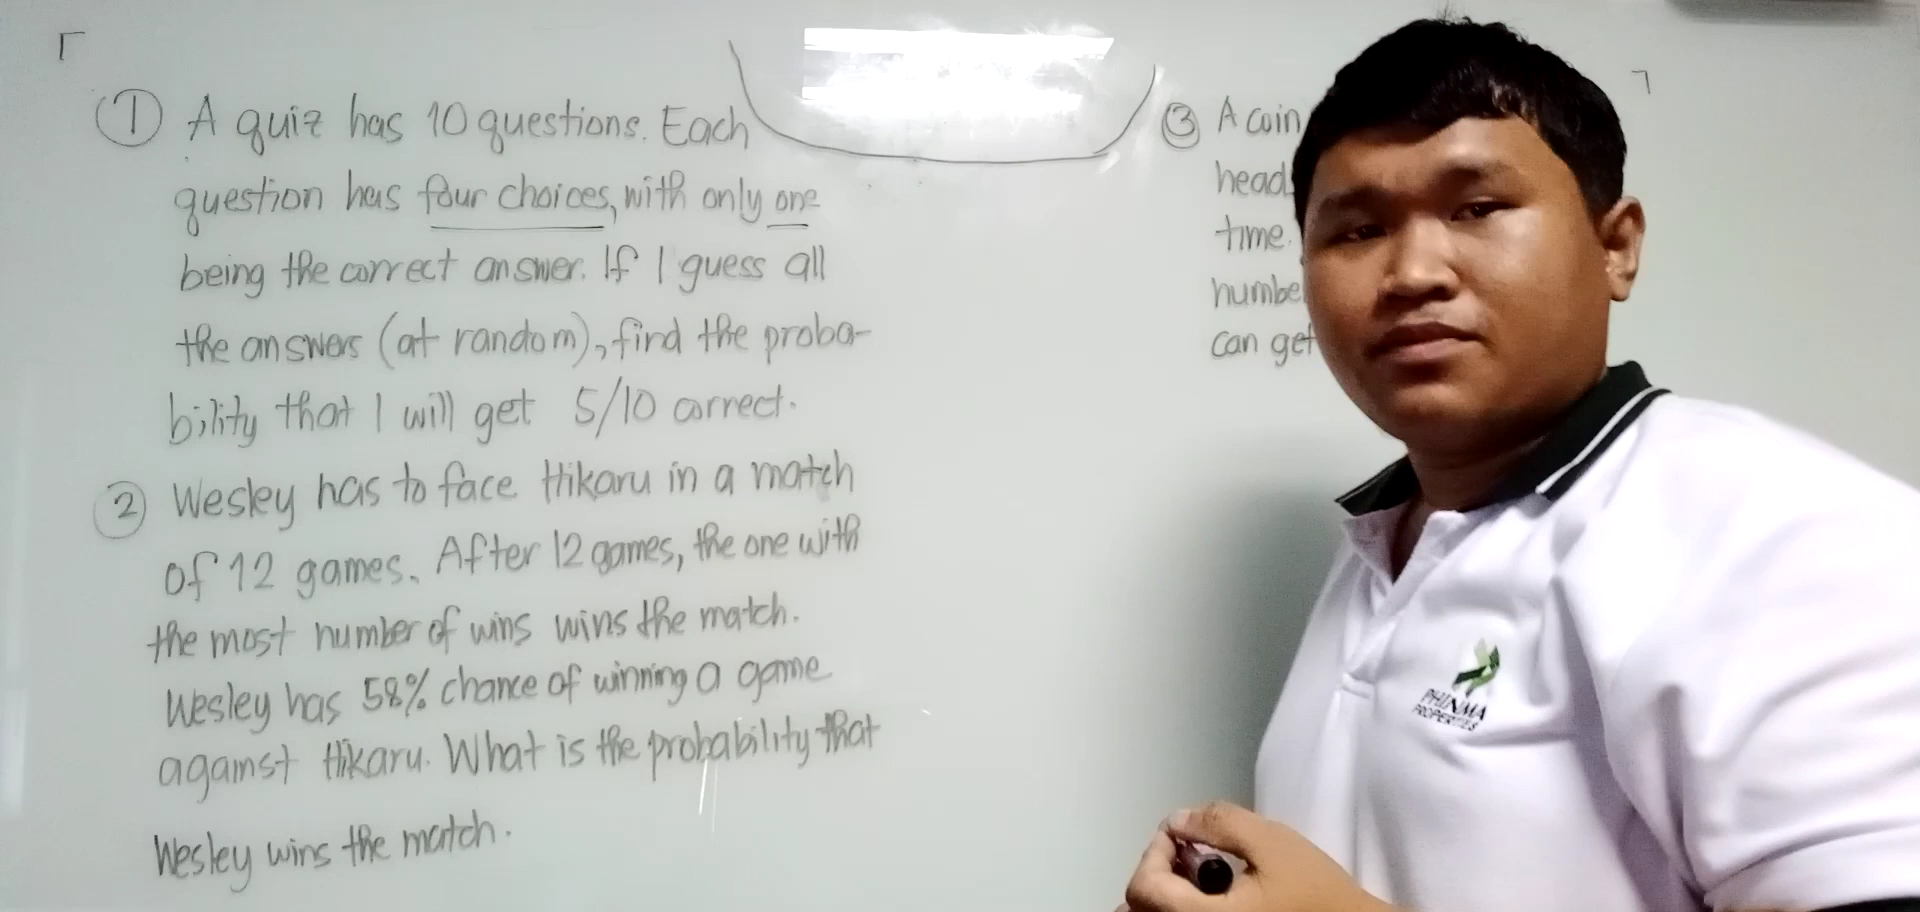 ① A quiz has 10 questions. Each
question has four choices, with only one
being the correct answer. If I guess all
the answers (at random), find the proba-
bility that I will get 5/10 correct.
② Wesley has to face Hikaru in a match
of 12 games. After 12 games, the one with
the most number of wins wins the match.
Wesley has 58% chance of winning a game
against Hikaru. What is the probability that
Wesley wins the match.
③ A coin
head
time.
numbe
can get
PHINMA
PROPERTIES